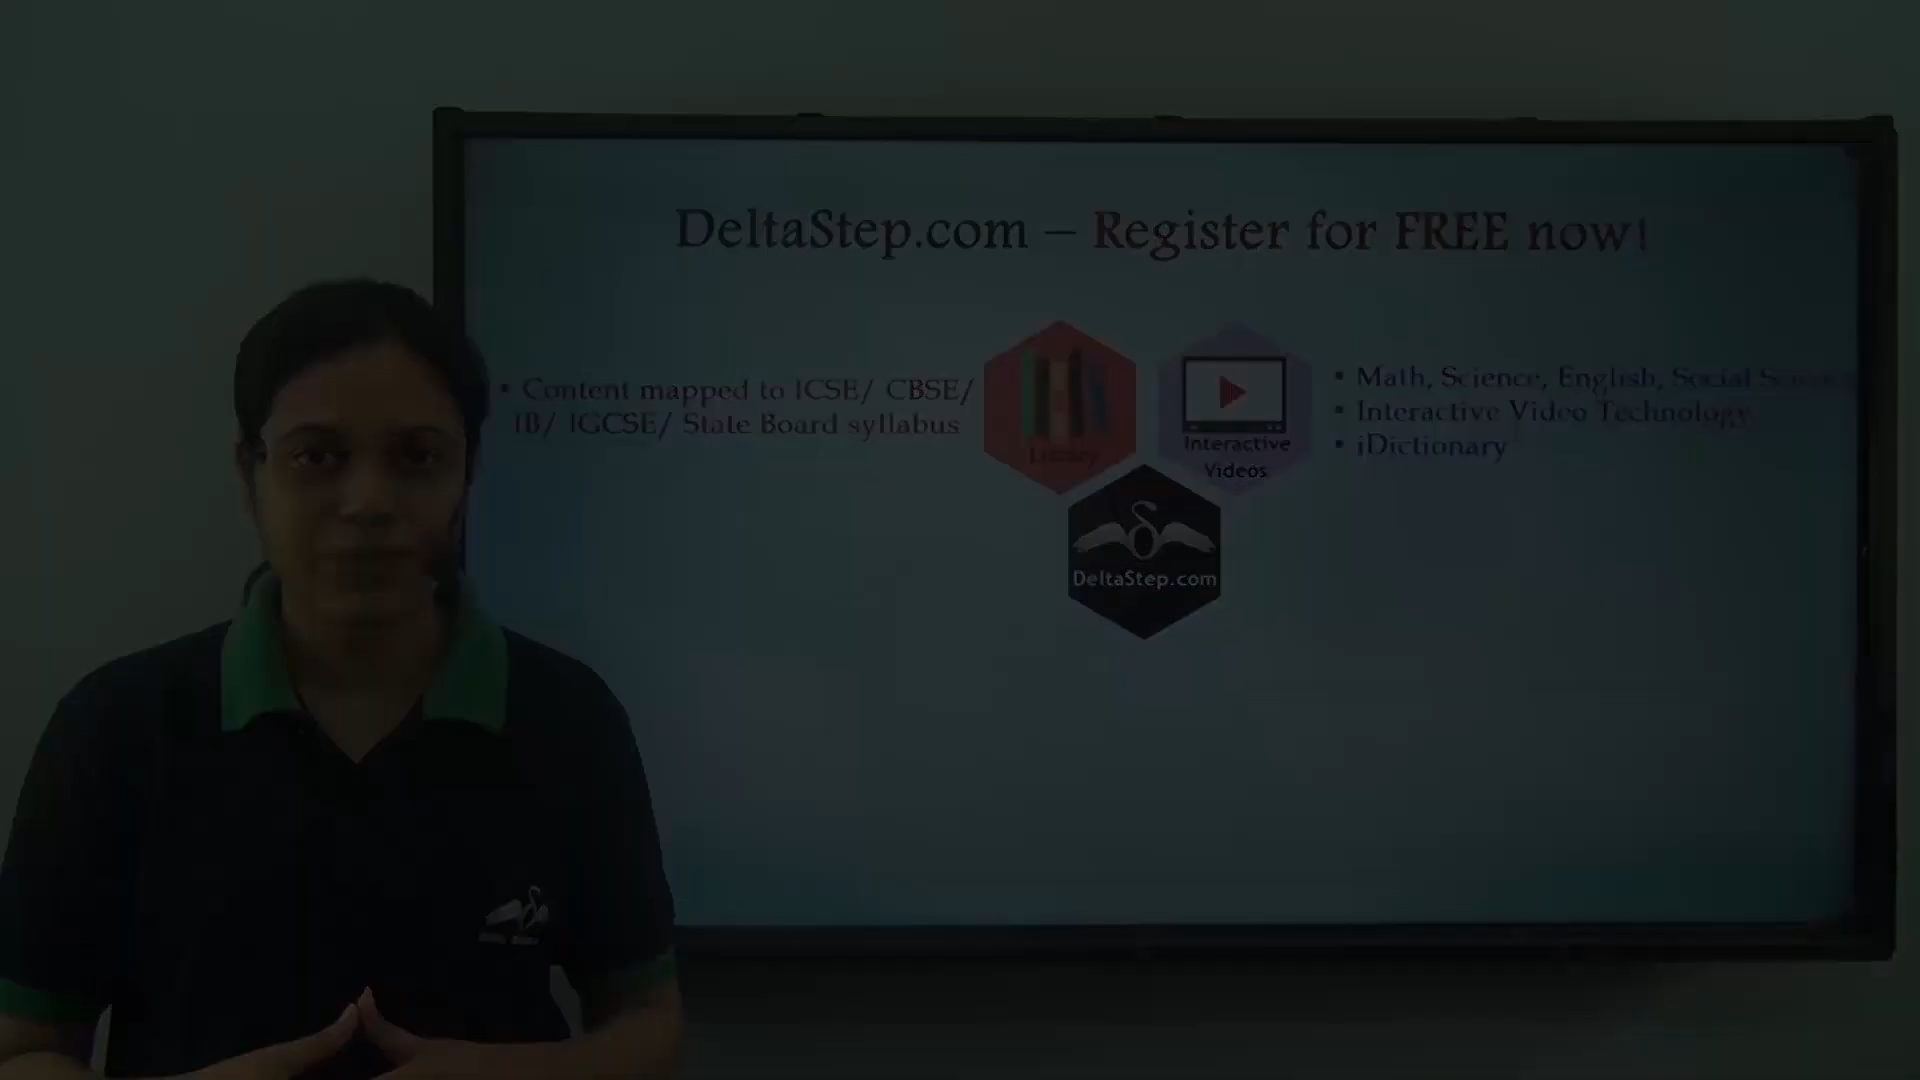 DeltaStep.com – Register for FREE now!
• Content mapped to ICSE/ CBSE/
IB/ IGCSE/ State Board syllabus
Library
Interactive
Videos
• Math, Science, English, Social
• Interactive Video Technology
• iDictionary
DeltaStep.com